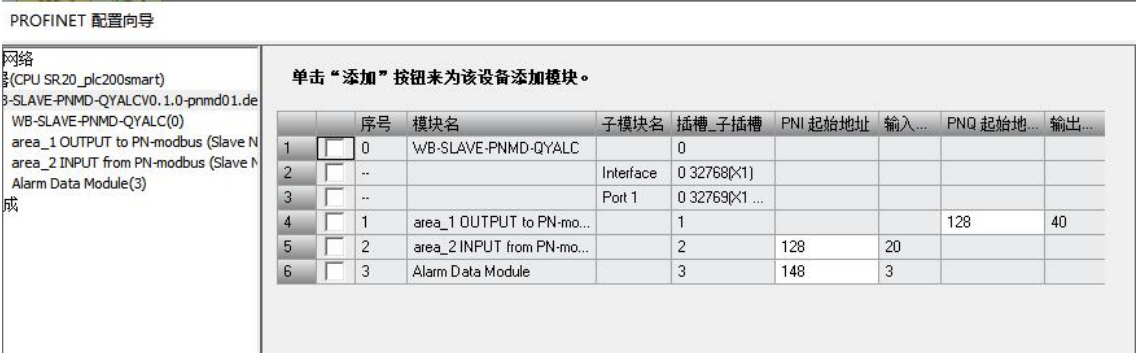 PROFINET 配置向导
网络
(CPU SR20_plc200smart)
-SLAVE-PNMD-QYALCV0.1.0-pnmd01.de
WB-SLAVE-PNMD-QYALC(0)
area_1 OUTPUT to PN-modbus (Slave N
area_2 INPUT from PN-modbus (Slave N
Alarm Data Module(3)
成
单击“添加”按钮来为该设备添加模块。
序号 模块名 子模块名 插槽_子插槽 PNI 起始地址 输入... PNQ 起始地... 输出...
1 0 WB-SLAVE-PNMD-QYALC 0
2 -- Interface 0 32768(X1)
3 -- Port 1 0 32769(X1 ...
4 1 area_1 OUTPUT to PN-mo... 1 128 40
5 2 area_2 INPUT from PN-mo... 2 128 20
6 3 Alarm Data Module 3 148 3